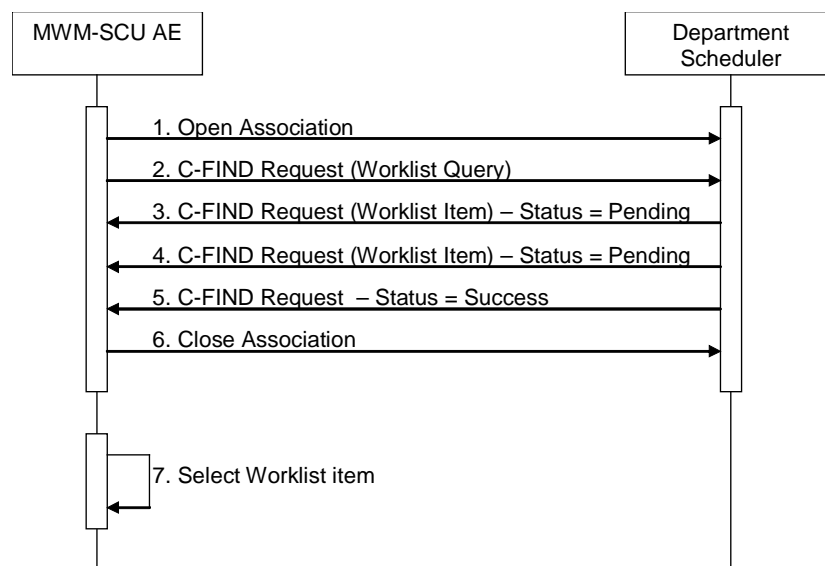 MWM-SCU AE
Department
Scheduler
1. Open Association
2. C-FIND Request (Worklist Query)
3. C-FIND Request (Worklist Item) – Status = Pending
4. C-FIND Request (Worklist Item) – Status = Pending
5. C-FIND Request – Status = Success
6. Close Association
7. Select Worklist item